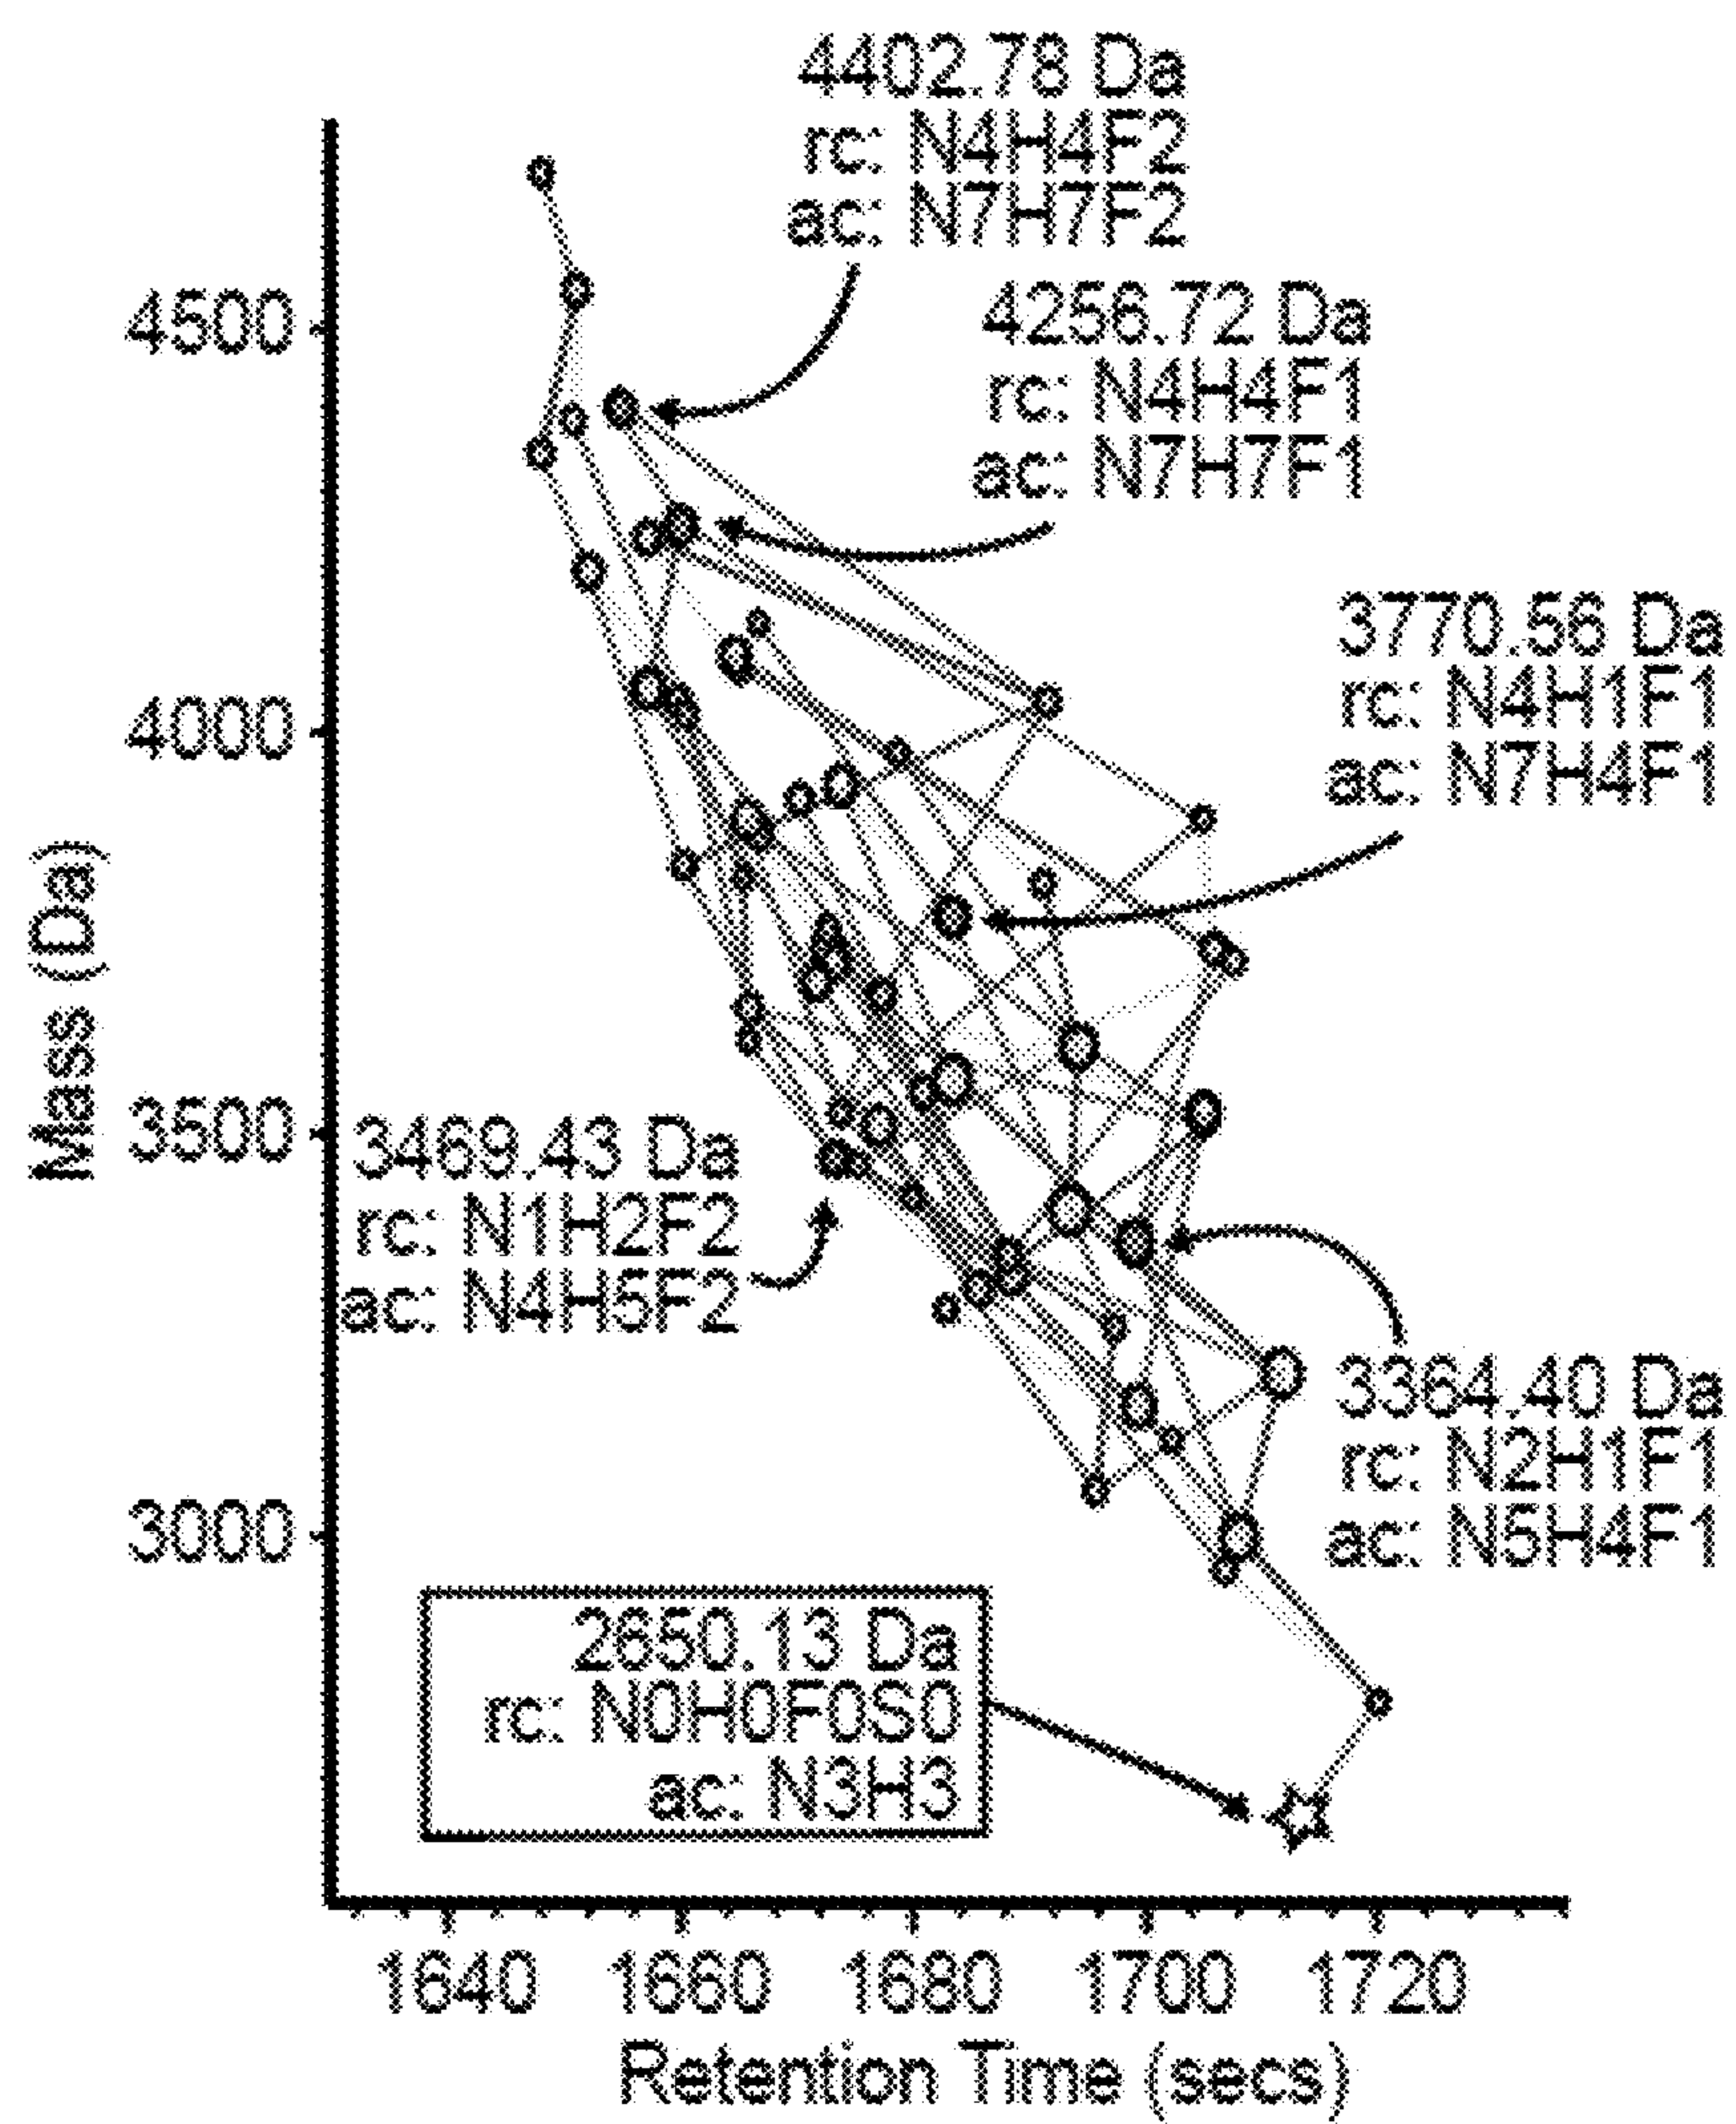 4402.78 Da
rc: N4H4F2
ac: N7H7F2
4256.72 Da
rc: N4H4F1
ac: N7H7F1
3770.56 Da
rc: N4H1F1
ac: N7H4F1
3469.43 Da
rc: N1H2F2
ac: N4H5F2
3364.40 Da
rc: N2H1F1
ac: N5H4F1
2650.13 Da
rc: N0H0F0S0
ac: N3H3
Mass (Da)
4500
4000
3500
3000
1640 1660 1680 1700 1720
Retention Time (secs)